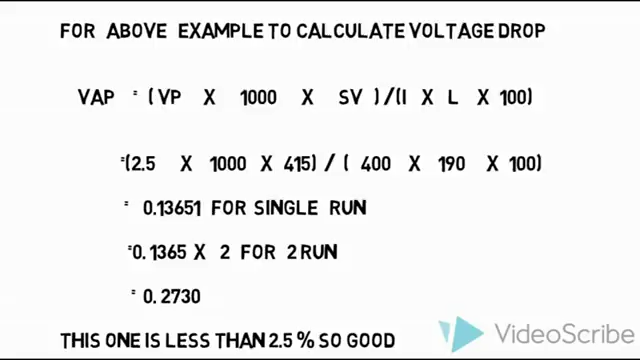 FOR ABOVE EXAMPLE TO CALCULATE VOLTAGE DROP
VAP = ( VP X 1000 X SV ) /(I X L X 100)
=(2.5 X 1000 X 415) / ( 400 X 190 X 100)
= 0.13651 FOR SINGLE RUN
=0.1365 X 2 FOR 2 RUN
= 0.2730
THIS ONE IS LESS THAN 2.5 % SO GOOD
VideoScribe